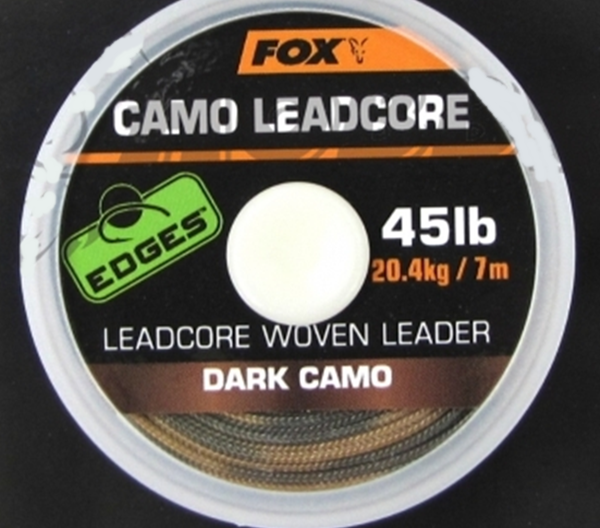 FOX
CAMO LEADCORE
EDGES
45lb
20.4kg / 7m
LEADCORE WOVEN LEADER
DARK CAMO